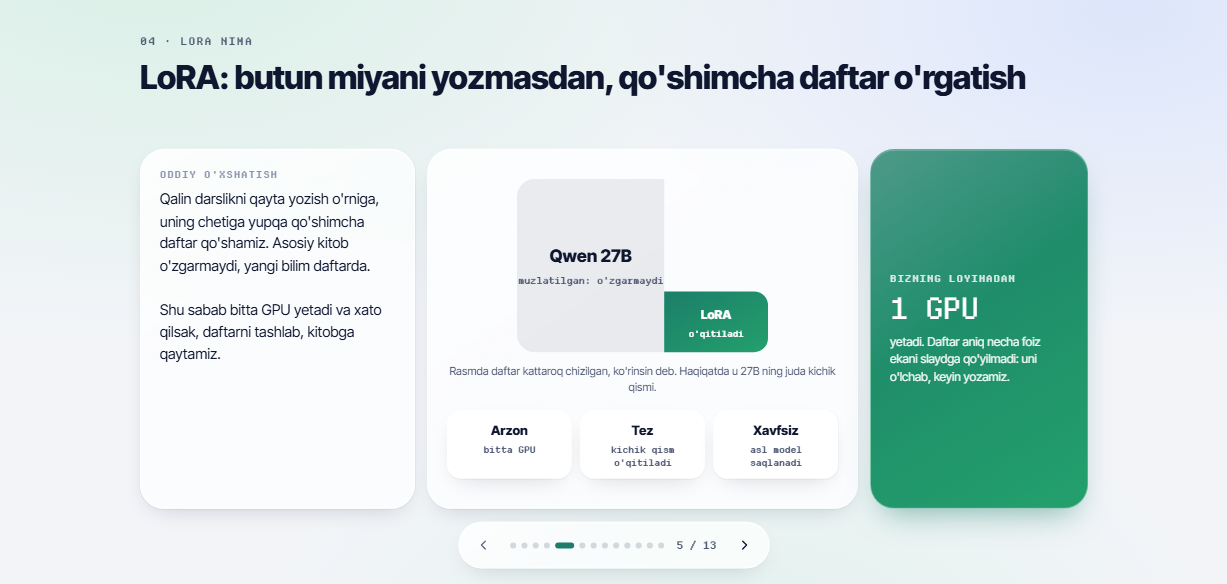 04 · LORA NIMA
LoRA: butun miyani yozmasdan, qo'shimcha daftar o'rgatish
ODDIY O'XSHATISH
Qalin darslikni qayta yozish o'rniga,
uning chetiga yupqa qo'shimcha
daftar qo'shamiz. Asosiy kitob
o'zgarmaydi, yangi bilim daftarda.
Shu sabab bitta GPU yetadi va xato
qilsak, daftarni tashlab, kitobga
qaytamiz.
Qwen 27B
muzlatilgan: o'zgarmaydi
LoRA
o'qitiladi
Rasmda daftar kattaroq chizilgan, ko'rinsin deb. Haqiqatda u 27B ning juda kichik
qismi.
Arzon
bitta GPU
Tez
kichik qism
o'qitiladi
Xavfsiz
asl model
saqlanadi
BIZNING LOYIHADAN
1 GPU
yetadi. Daftar aniq necha foiz
ekani slaydga qo'yilmadi: uni
o'lchab, keyin yozamiz.
5 / 13